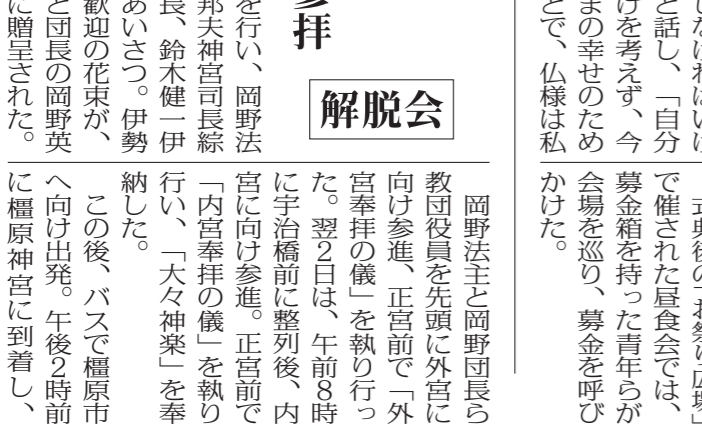 しなければいけ
と話し、「自分
けを考えず、今
まの幸せのため
とで、仏様は私
式典後の「お祭り広場」
で催された昼食会では、
募金箱を持った青年らが
会場を巡り、募金を呼び
かけた。
解脱会
参拝
を行い、岡野法
邦夫神宮司長綜
長、鈴木健一伊
あいさつ。伊勢
歓迎の花束が、
と団長の岡野英
に贈呈された。
岡野法主と岡野団長ら
教団役員を先頭に外宮に
向け参進、正宮前で「外
宮奉拝の儀」を執り行っ
た。翌2日は、午前8時
に宇治橋前に整列後、内
宮に向け参進。正宮前で
「内宮奉拝の儀」を執り
行い、「大々神楽」を奉
納した。
この後、バスで橿原市
へ向け出発。午後2時前
に橿原神宮に到着し、